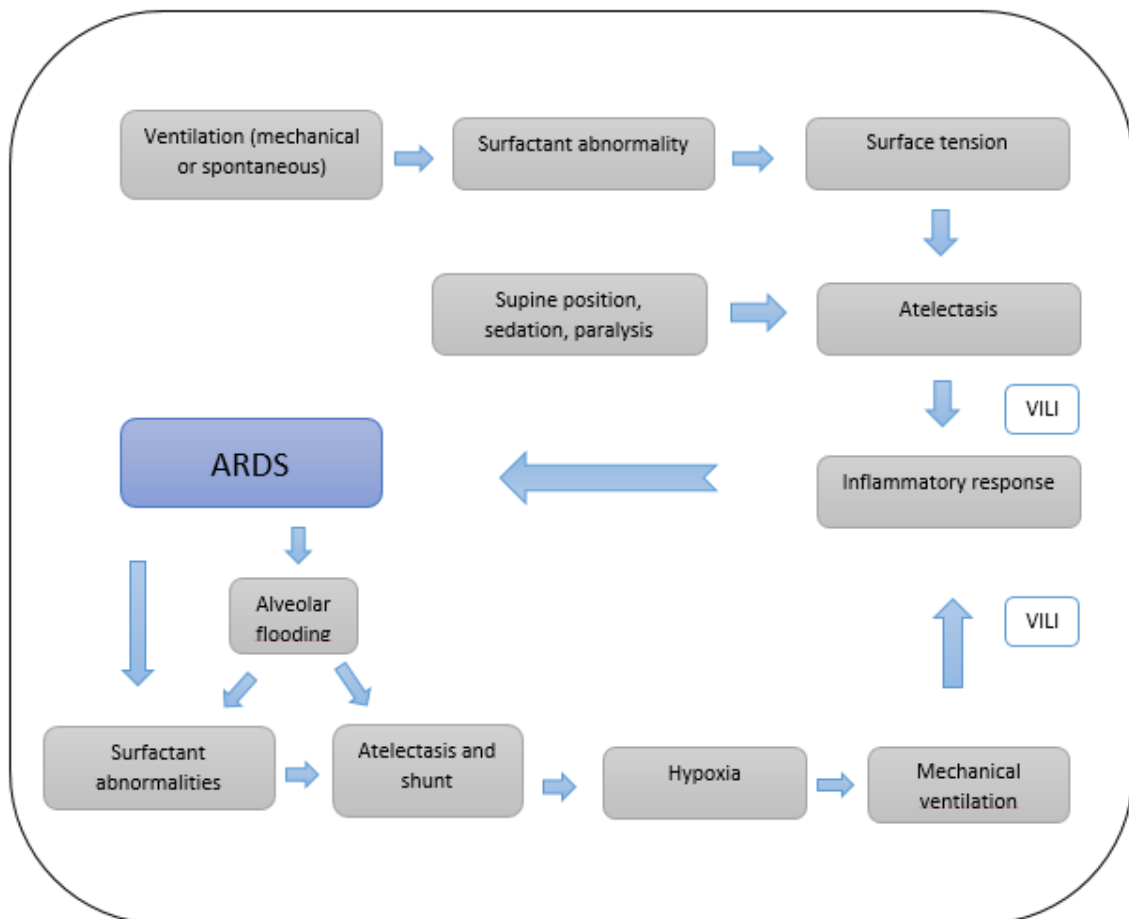 Ventilation (mechanical
or spontaneous)
Surfactant abnormality
Surface tension
Supine position,
sedation, paralysis
Atelectasis
VILI
ARDS
Inflammatory response
Alveolar
flooding
VILI
Surfactant
abnormalities
Atelectasis and
shunt
Hypoxia
Mechanical
ventilation